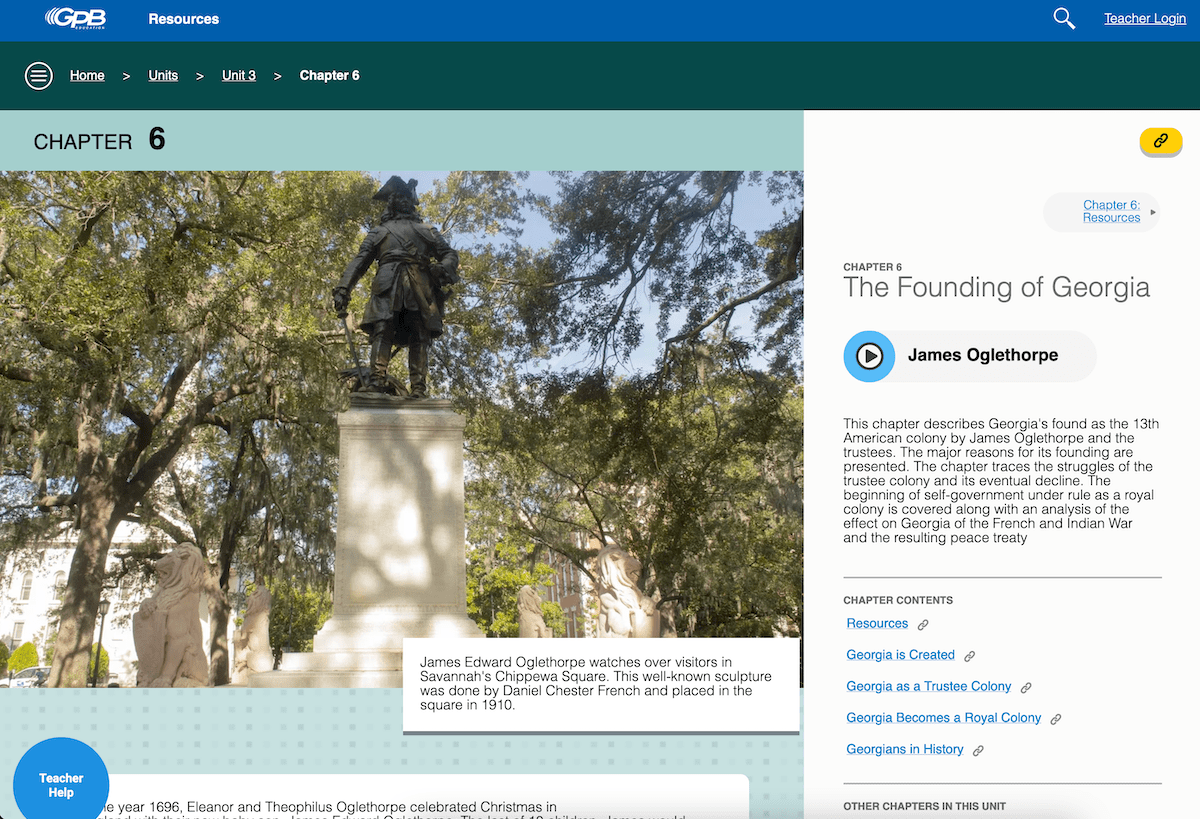 GPB
EDUCATION
Resources
Teacher Login
Home > Units > Unit 3 > Chapter 6
CHAPTER 6
James Edward Oglethorpe watches over visitors in
Savannah's Chippewa Square. This well-known sculpture
was done by Daniel Chester French and placed in the
square in 1910.
Teacher
Help
year 1696, Eleanor and Theophilus Oglethorpe celebrated Christmas in
Chapter 6:
Resources
CHAPTER 6
The Founding of Georgia
James Oglethorpe
This chapter describes Georgia's found as the 13th
American colony by James Oglethorpe and the
trustees. The major reasons for its founding are
presented. The chapter traces the struggles of the
trustee colony and its eventual decline. The
beginning of self-government under rule as a royal
colony is covered along with an analysis of the
effect on Georgia of the French and Indian War
and the resulting peace treaty
CHAPTER CONTENTS
Resources
Georgia is Created
Georgia as a Trustee Colony
Georgia Becomes a Royal Colony
Georgians in History
OTHER CHAPTERS IN THIS UNIT